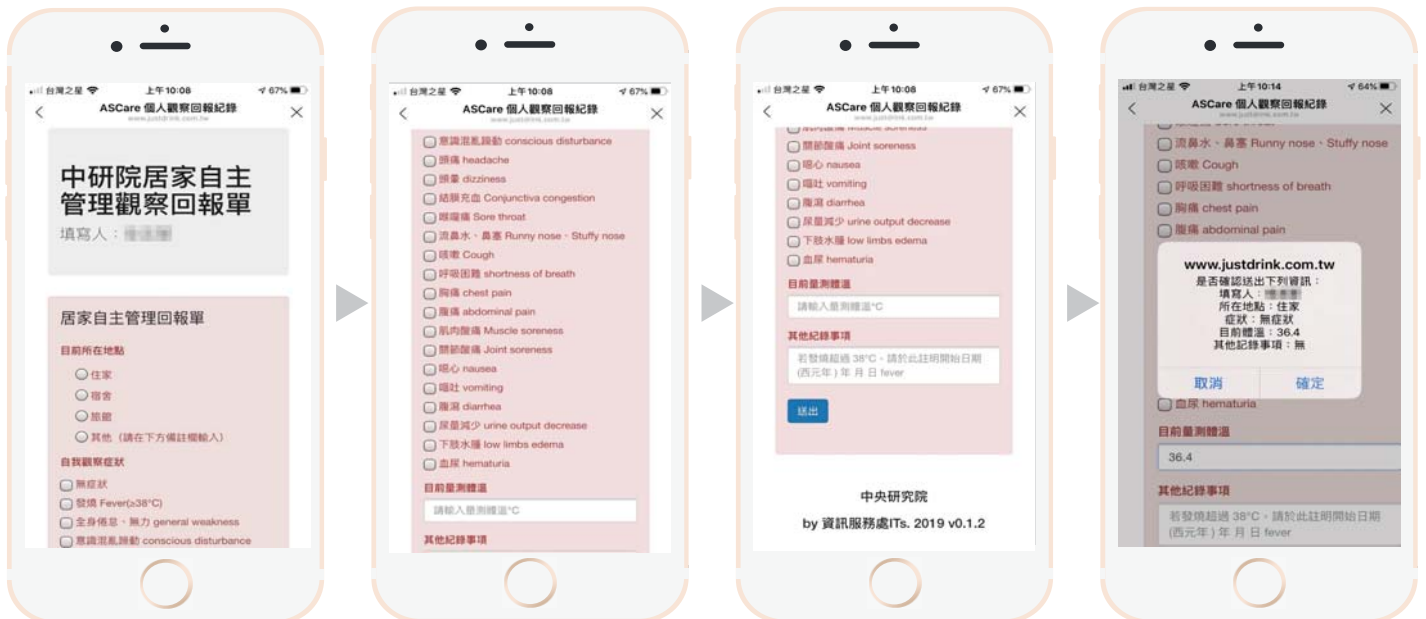 台灣之星 上午10:08 67%
ASCare 個人觀察回報紀錄
www.justdrink.com.tw
中研院居家自主
管理觀察回報單
填寫人：
居家自主管理回報單
目前所在地點
住家
宿舍
旅館
其他（請在下方備註欄輸入）
自我觀察症狀
無症狀
發燒 Fever(≥38°C)
全身倦怠、無力 general weakness
意識混亂躁動 conscious disturbance
台灣之星 上午10:08 67%
ASCare 個人觀察回報紀錄
www.justdrink.com.tw
意識混亂躁動 conscious disturbance
頭痛 headache
頭暈 dizziness
結膜充血 Conjunctiva congestion
喉嚨痛 Sore throat
流鼻水、鼻塞 Runny nose、Stuffy nose
咳嗽 Cough
呼吸困難 shortness of breath
胸痛 chest pain
腹痛 abdominal pain
肌肉酸痛 Muscle soreness
關節酸痛 Joint soreness
噁心 nausea
嘔吐 vomiting
腹瀉 diarrhea
尿量減少 urine output decrease
下肢水腫 low limbs edema
血尿 hematuria
目前量測體溫
請輸入量測體溫°C
其他紀錄事項
台灣之星 上午10:08 67%
ASCare 個人觀察回報紀錄
www.justdrink.com.tw
肌肉酸痛 Muscle soreness
關節酸痛 Joint soreness
噁心 nausea
嘔吐 vomiting
腹瀉 diarrhea
尿量減少 urine output decrease
下肢水腫 low limbs edema
血尿 hematuria
目前量測體溫
請輸入量測體溫°C
其他紀錄事項
若發燒超過 38°C，請於此註明開始日期
(西元年) 年 月 日 fever
送出
中央研究院
by 資訊服務處ITs. 2019 v0.1.2
台灣之星 上午10:14 64%
ASCare 個人觀察回報紀錄
www.justdrink.com.tw
喉嚨痛 Sore throat
流鼻水、鼻塞 Runny nose、Stuffy nose
咳嗽 Cough
呼吸困難 shortness of breath
胸痛 chest pain
腹痛 abdominal pain
www.justdrink.com.tw
是否確認送出下列資訊：
填寫人：
所在地點：住家
症狀：無症狀
目前體溫：36.4
其他記錄事項：無
取消 確定
血尿 hematuria
目前量測體溫
36.4
其他紀錄事項
若發燒超過 38°C，請於此註明開始日期
(西元年) 年 月 日 fever